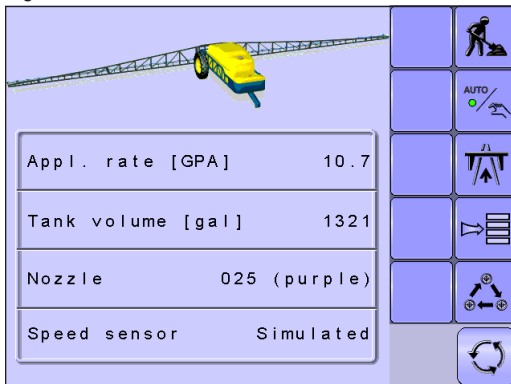 Appl. rate [GPA] 10.7
AUTO
Tank volume [gal] 1321
Nozzle 025 (purple)
Speed sensor Simulated